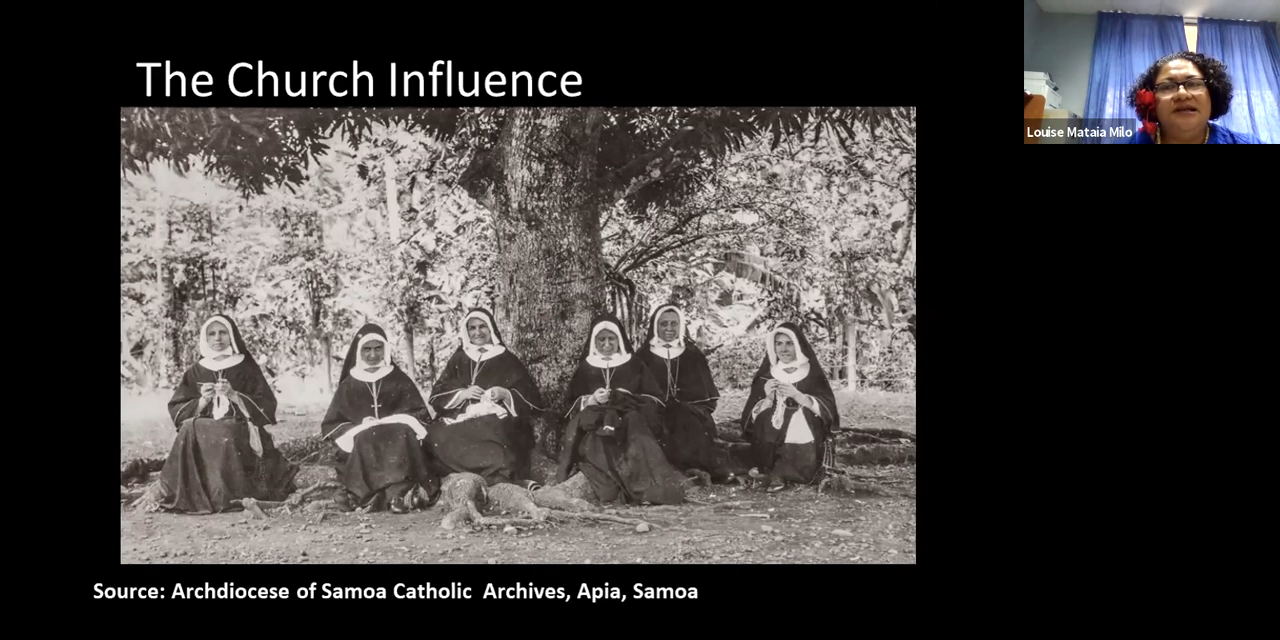 The Church Influence
Louise Mataia Milo
Source: Archdiocese of Samoa Catholic Archives, Apia, Samoa